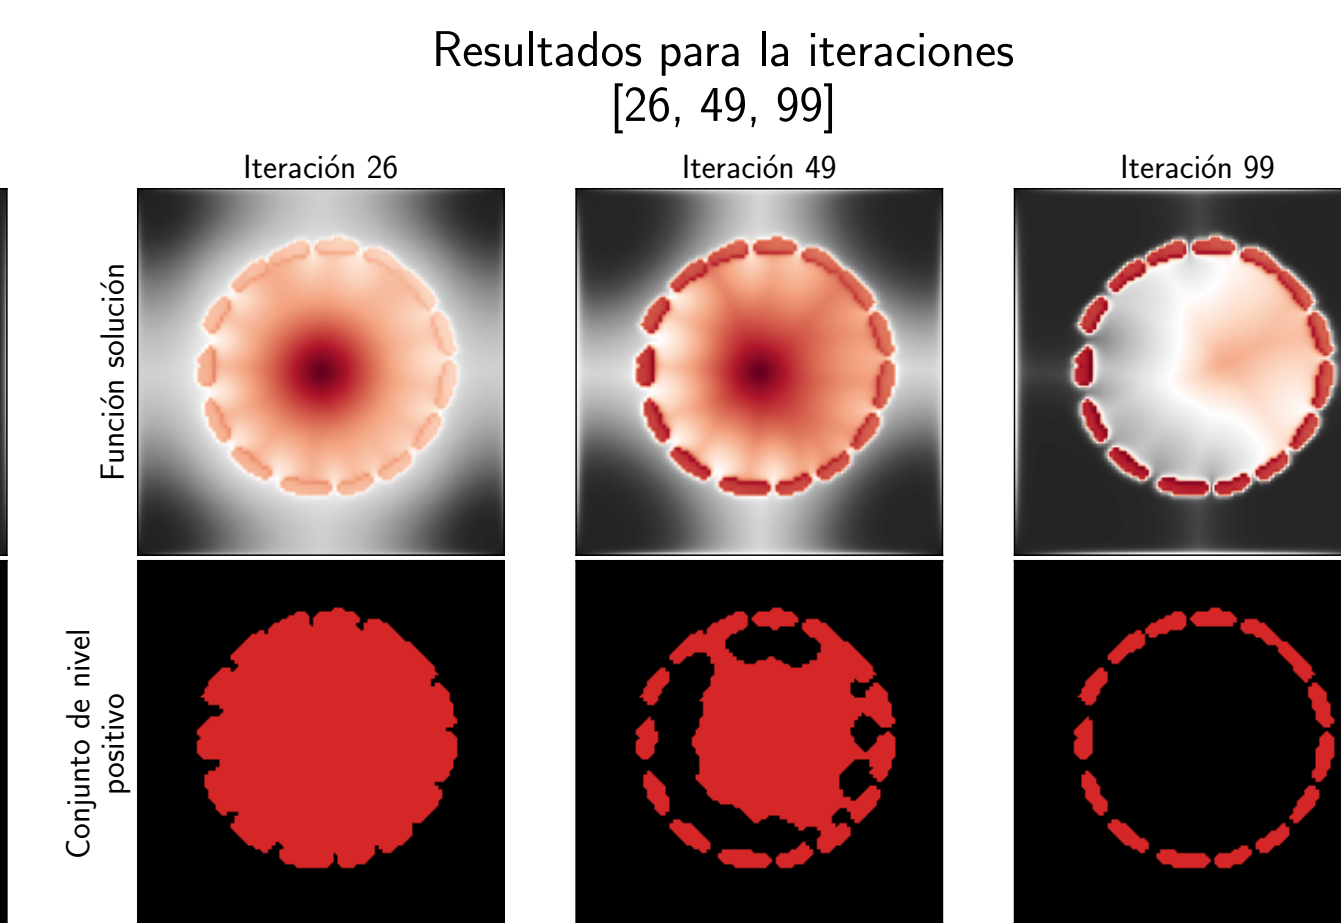 Resultados para la iteraciones
[26, 49, 99]
Iteración 26
Iteración 49
Iteración 99
Función solución
Conjunto de nivel
positivo